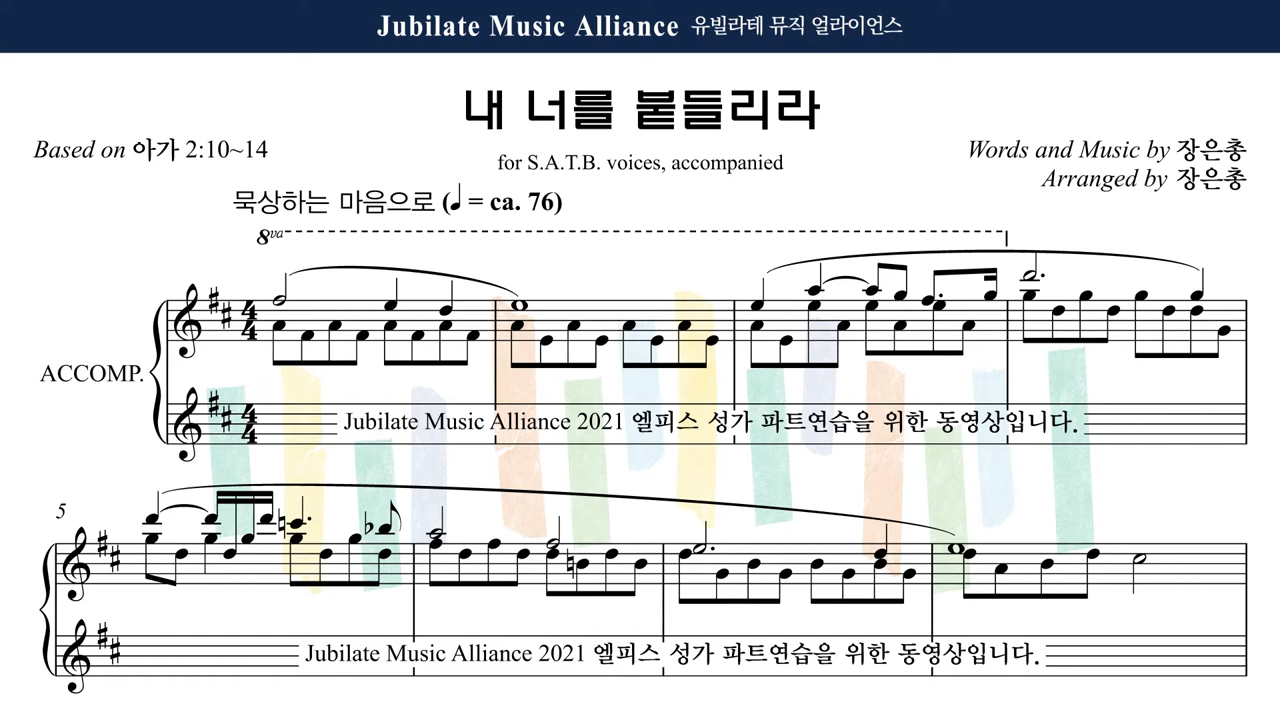 Jubilate Music Alliance 유빌라테 뮤직 얼라이언스
내 너를 붙들리라
Based on 아가 2:10~14
for S.A.T.B. voices, accompanied
Words and Music by 장은총
Arranged by 장은총
묵상하는 마음으로 (♩ = ca. 76)
8va
ACCOMP.
Jubilate Music Alliance 2021 엘피스 성가 파트연습을 위한 동영상입니다.
5
Jubilate Music Alliance 2021 엘피스 성가 파트연습을 위한 동영상입니다.